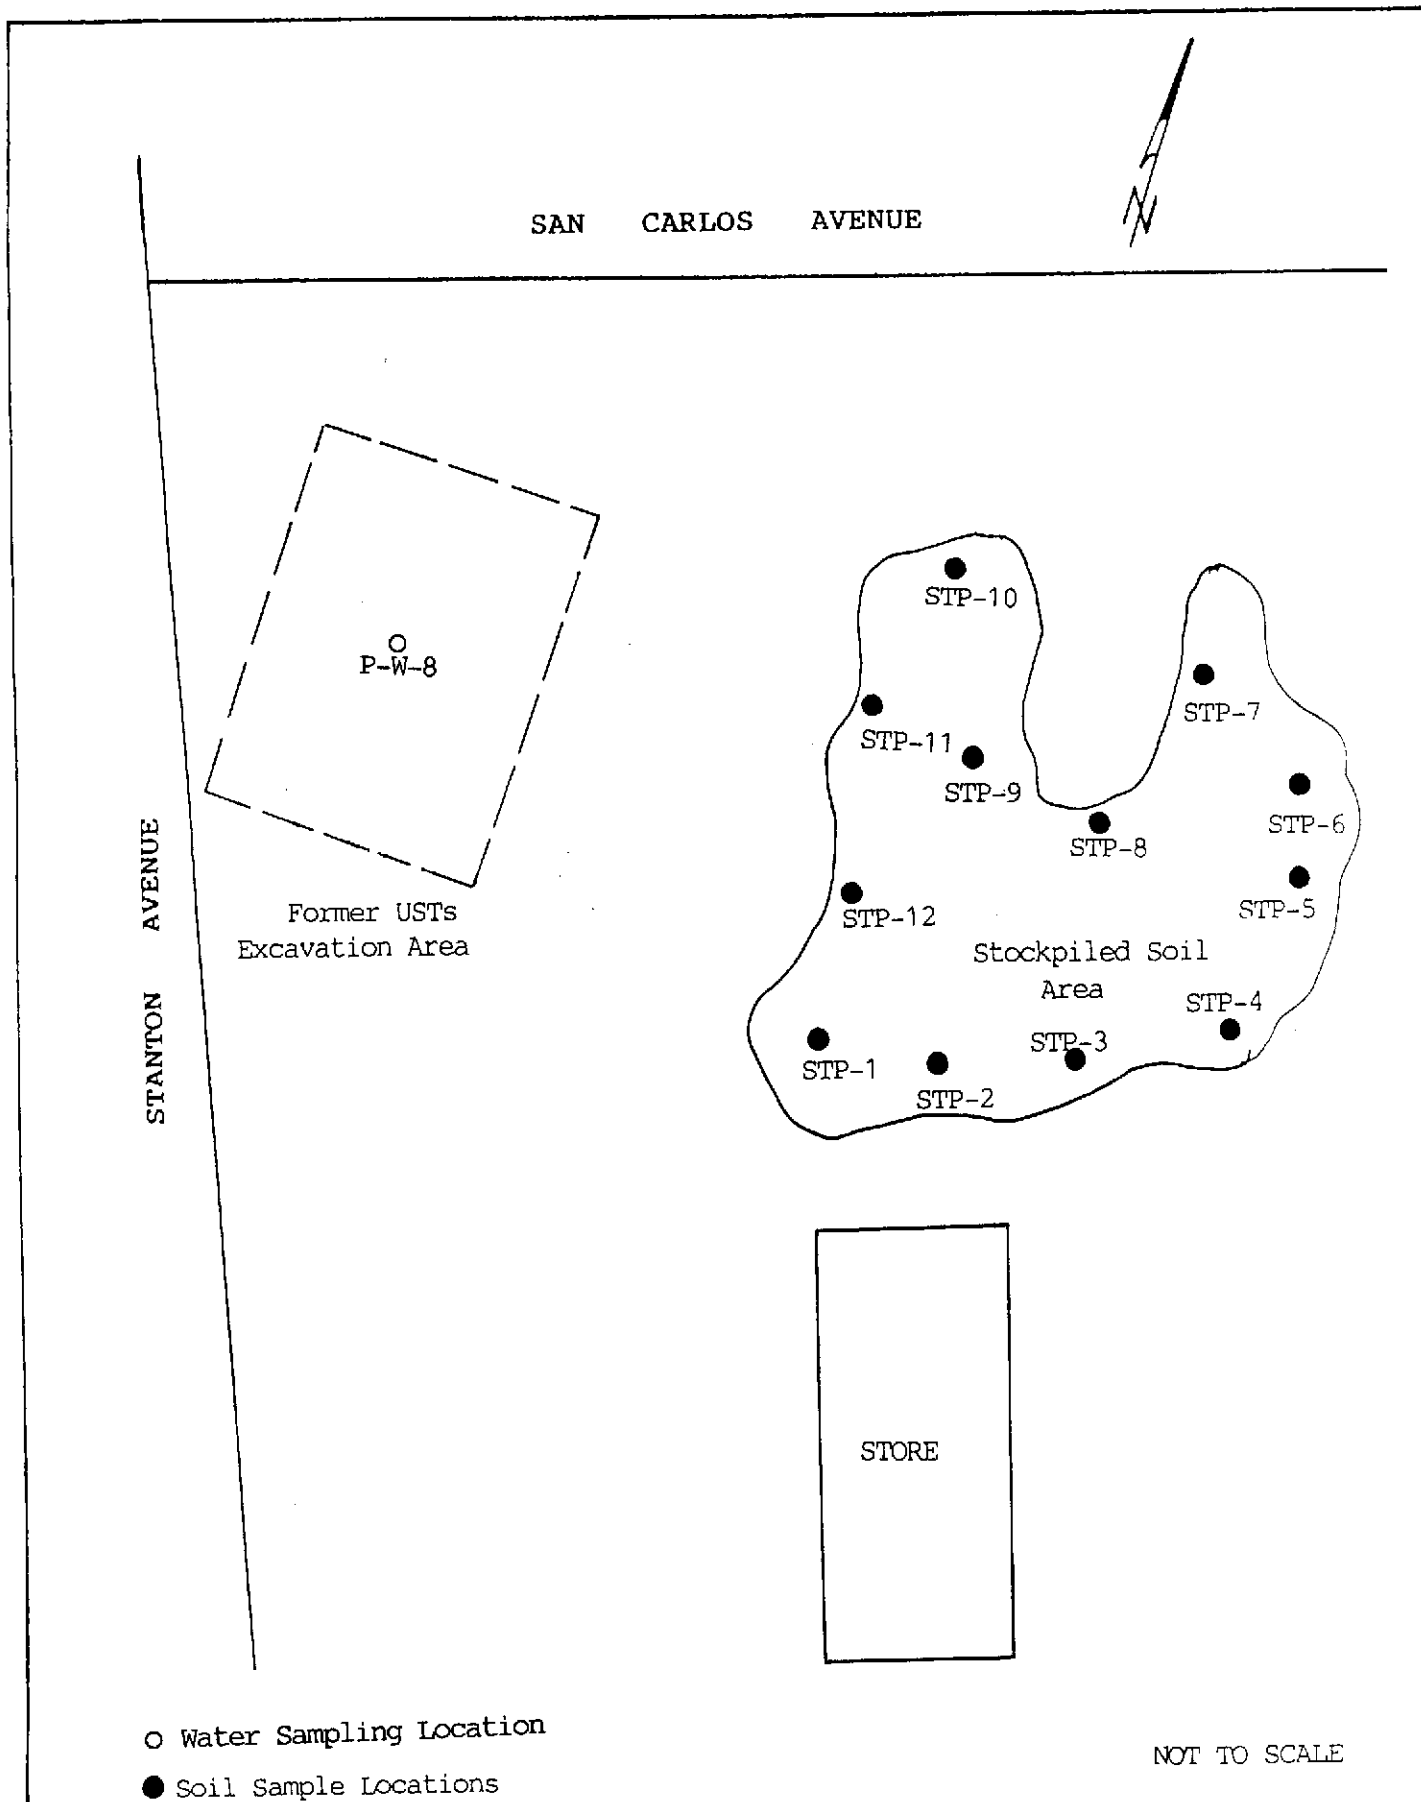 N
SAN CARLOS AVENUE
STP-10
P-W-8
STP-7
STP-11
STP-9
STP-6
STP-8
STANTON AVENUE
STP-5
STP-12
Former USTs
Excavation Area
Stockpiled Soil
Area
STP-4
STP-3
STP-1
STP-2
STORE
Water Sampling Location
NOT TO SCALE
Soil Sample Locations